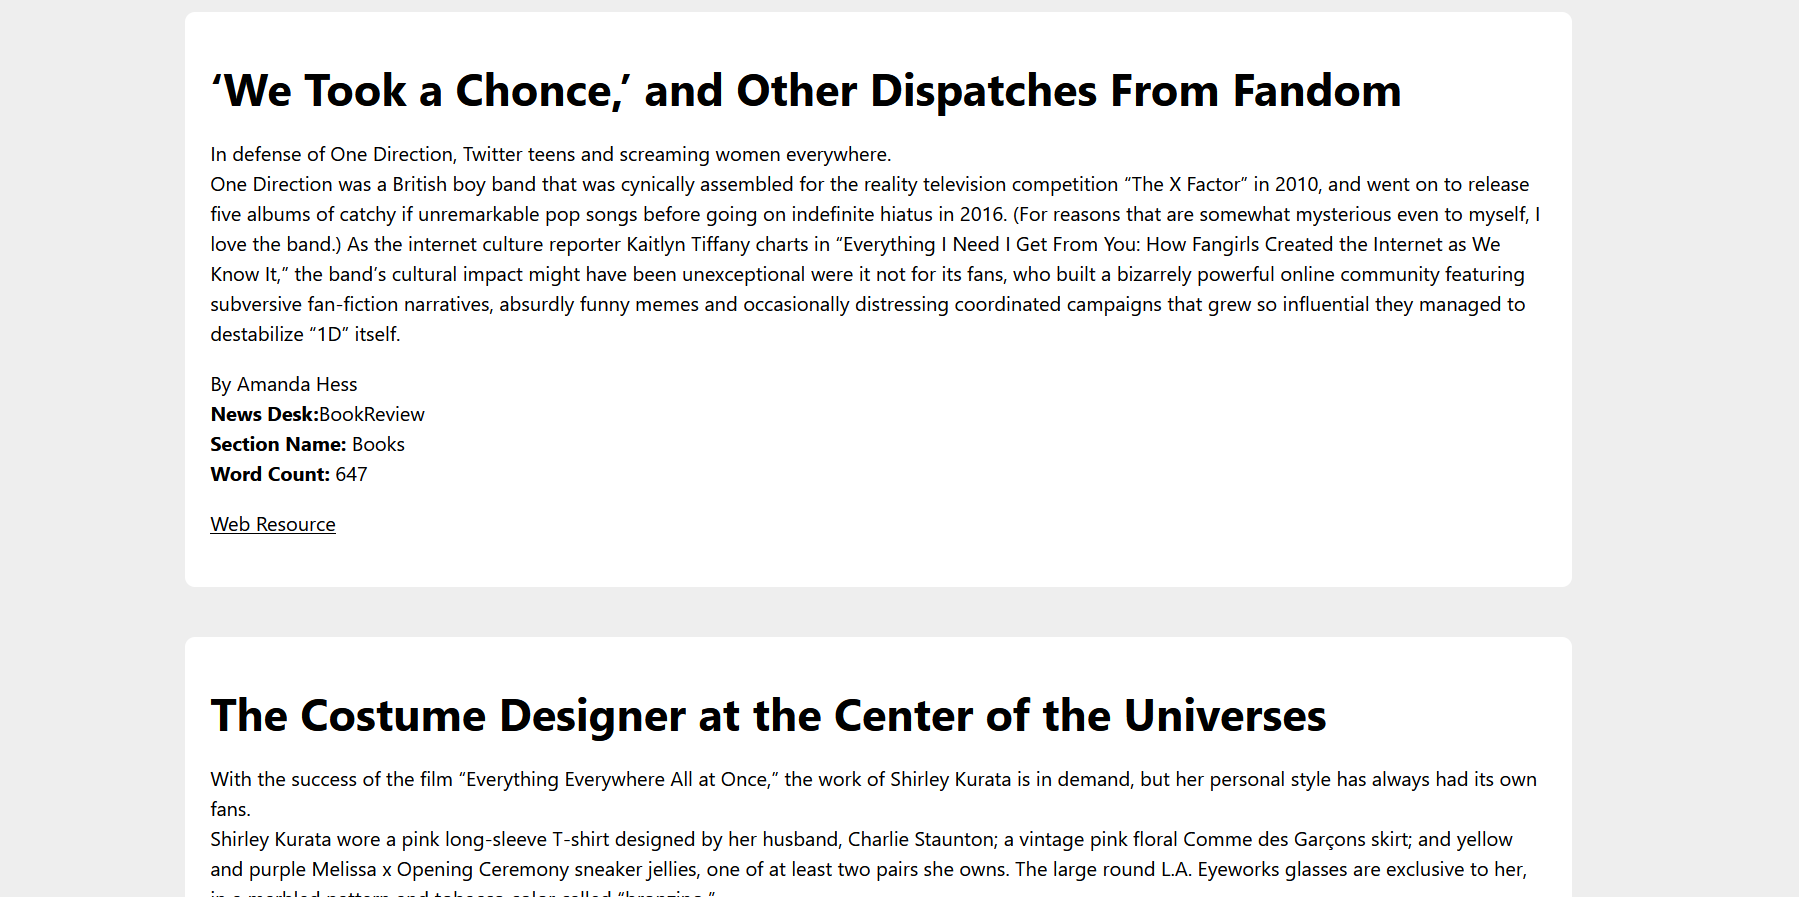 ‘We Took a Chonce,’ and Other Dispatches From Fandom
In defense of One Direction, Twitter teens and screaming women everywhere.
One Direction was a British boy band that was cynically assembled for the reality television competition “The X Factor” in 2010, and went on to release
five albums of catchy if unremarkable pop songs before going on indefinite hiatus in 2016. (For reasons that are somewhat mysterious even to myself, I
love the band.) As the internet culture reporter Kaitlyn Tiffany charts in “Everything I Need I Get From You: How Fangirls Created the Internet as We
Know It,” the band’s cultural impact might have been unexceptional were it not for its fans, who built a bizarrely powerful online community featuring
subversive fan-fiction narratives, absurdly funny memes and occasionally distressing coordinated campaigns that grew so influential they managed to
destabilize “1D” itself.
By Amanda Hess
News Desk:BookReview
Section Name: Books
Word Count: 647
Web Resource
The Costume Designer at the Center of the Universes
With the success of the film “Everything Everywhere All at Once,” the work of Shirley Kurata is in demand, but her personal style has always had its own
fans.
Shirley Kurata wore a pink long-sleeve T-shirt designed by her husband, Charlie Staunton; a vintage pink floral Comme des Garçons skirt; and yellow
and purple Melissa x Opening Ceremony sneaker jellies, one of at least two pairs she owns. The large round L.A. Eyeworks glasses are exclusive to her,
in a marbled pattern and tobacco color called “bronzino.”